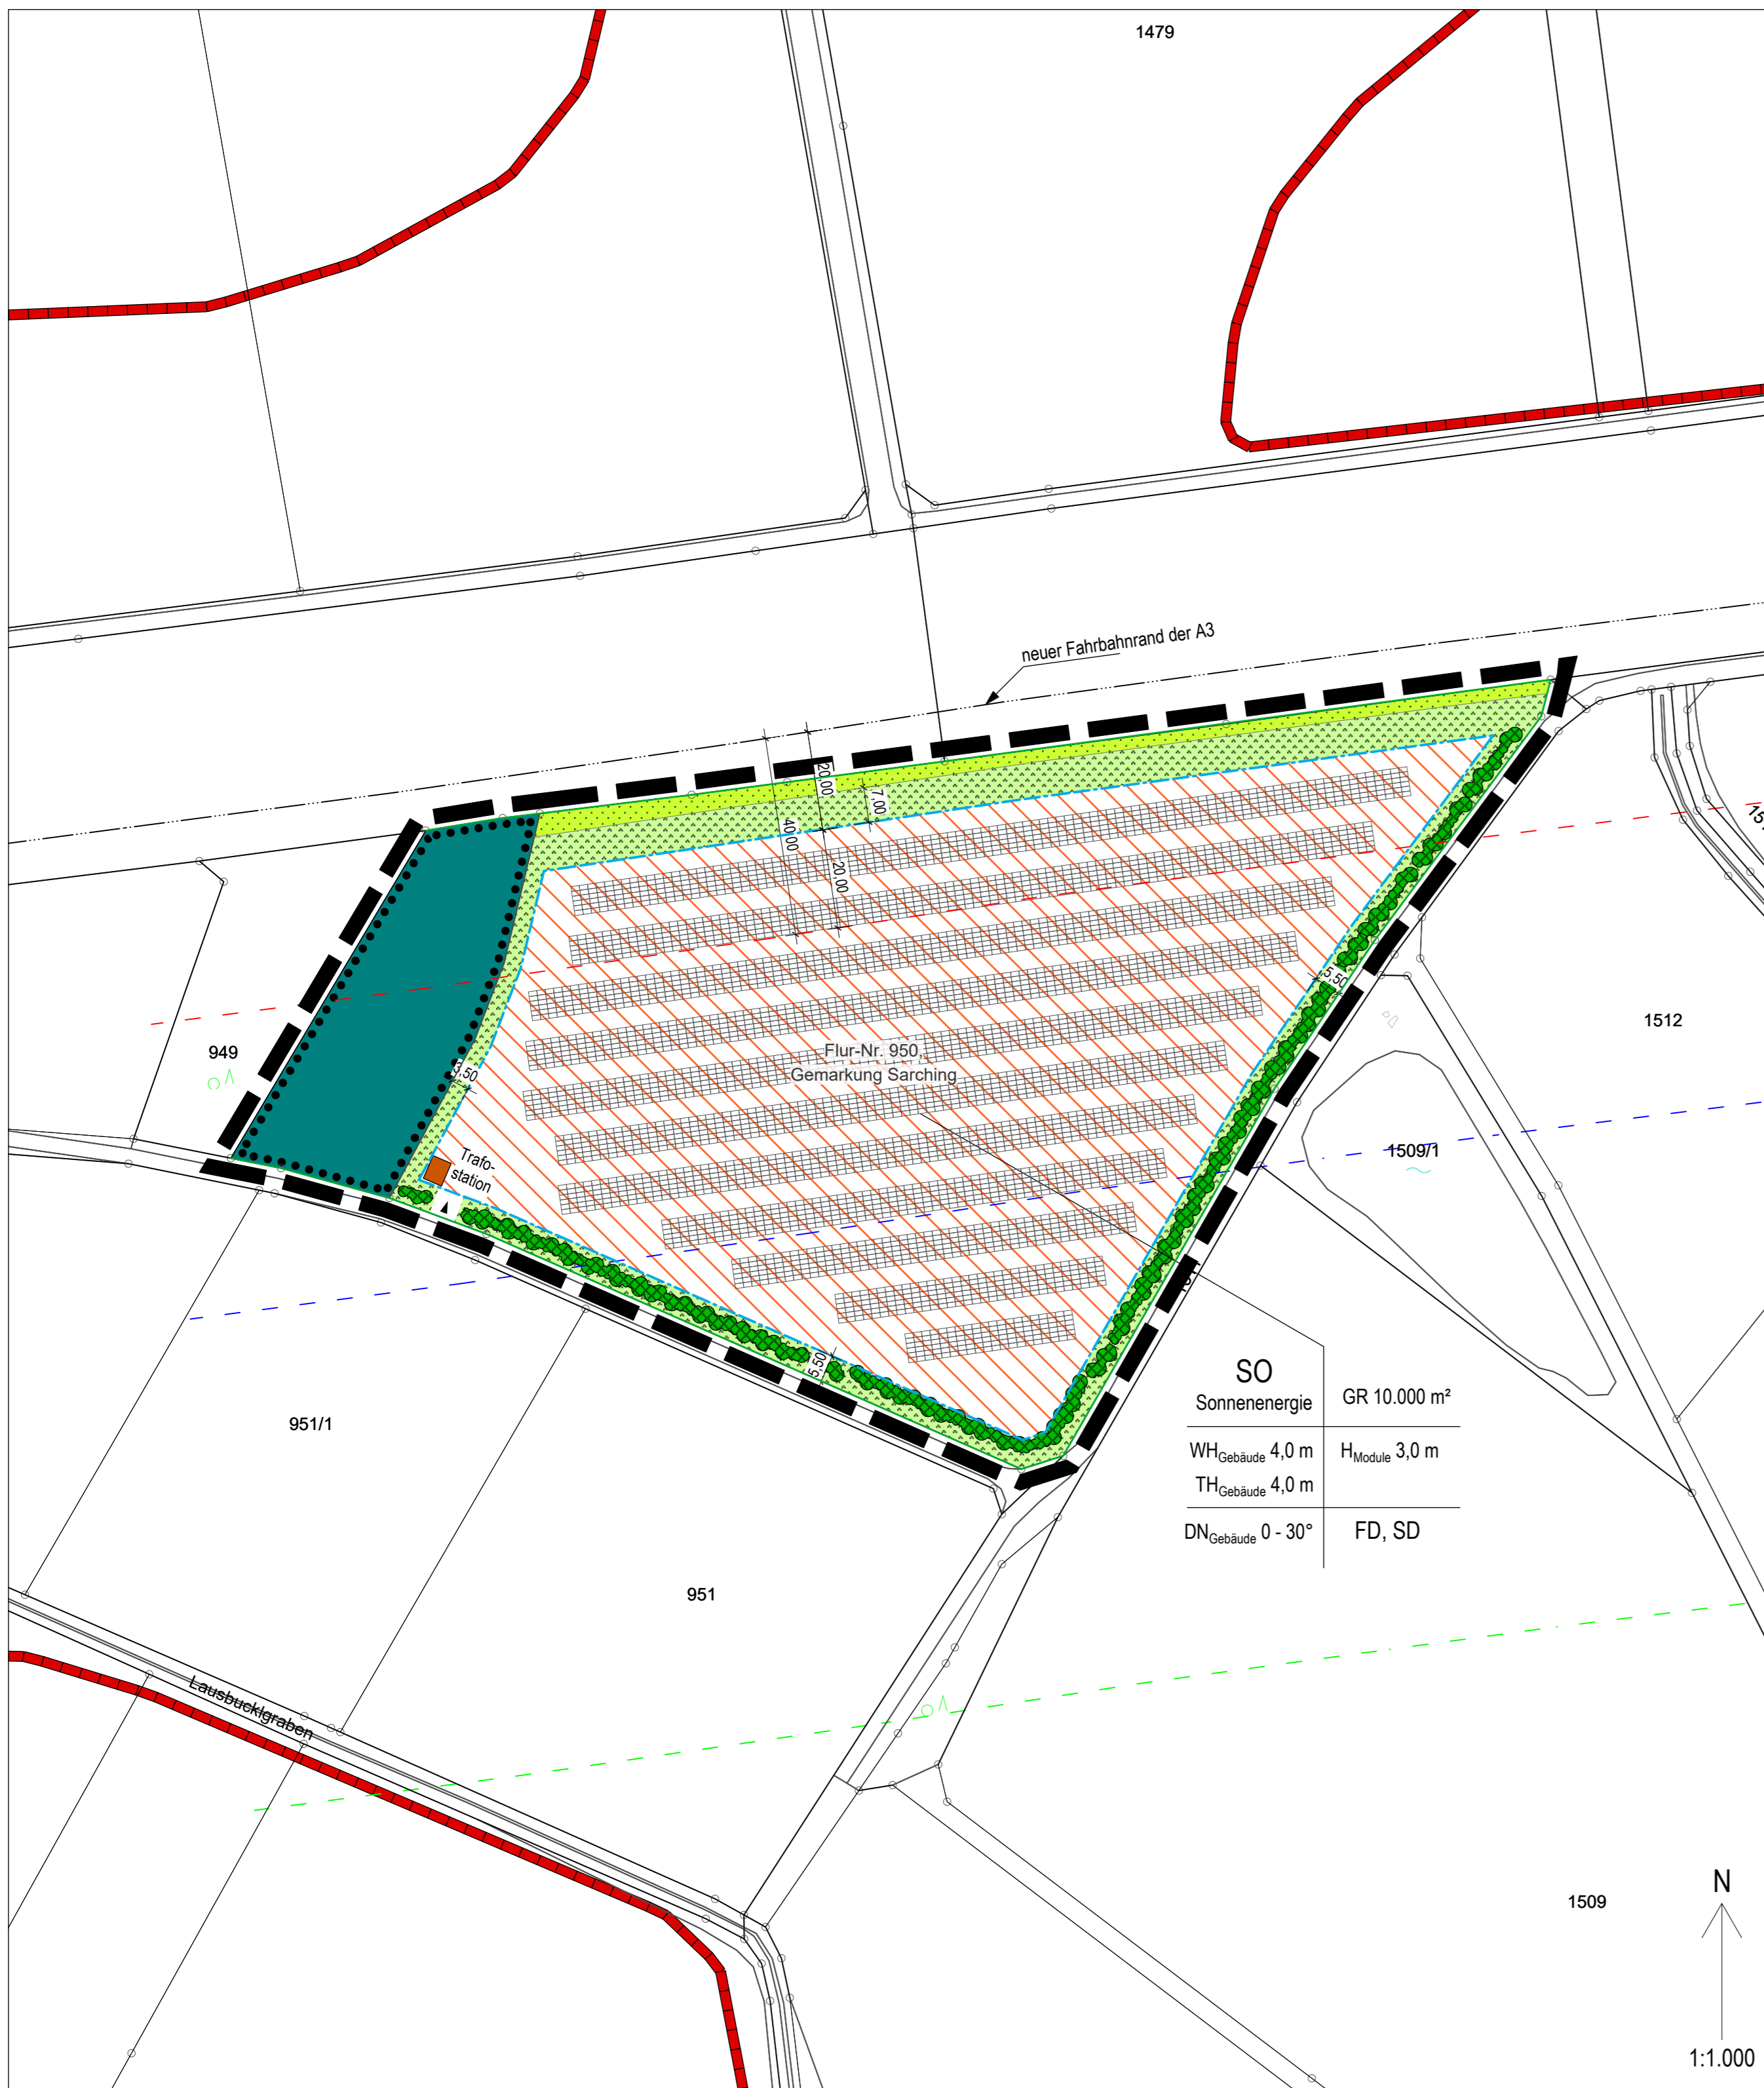 1479
neuer Fahrbahnrand der A3
20,00
7,00
40,00
20,00
5,50
949
1512
Flur-Nr. 950,
Gemarkung Sarching
3,50
Trafo-
station
1509/1
5,50
SO
Sonnenenergie
GR 10.000 m²
WHGebäude 4,0 m
HModule 3,0 m
THGebäude 4,0 m
DNGebäude 0 - 30°
FD, SD
951/1
951
Lausbucklgraben
1509
N
1:1.000